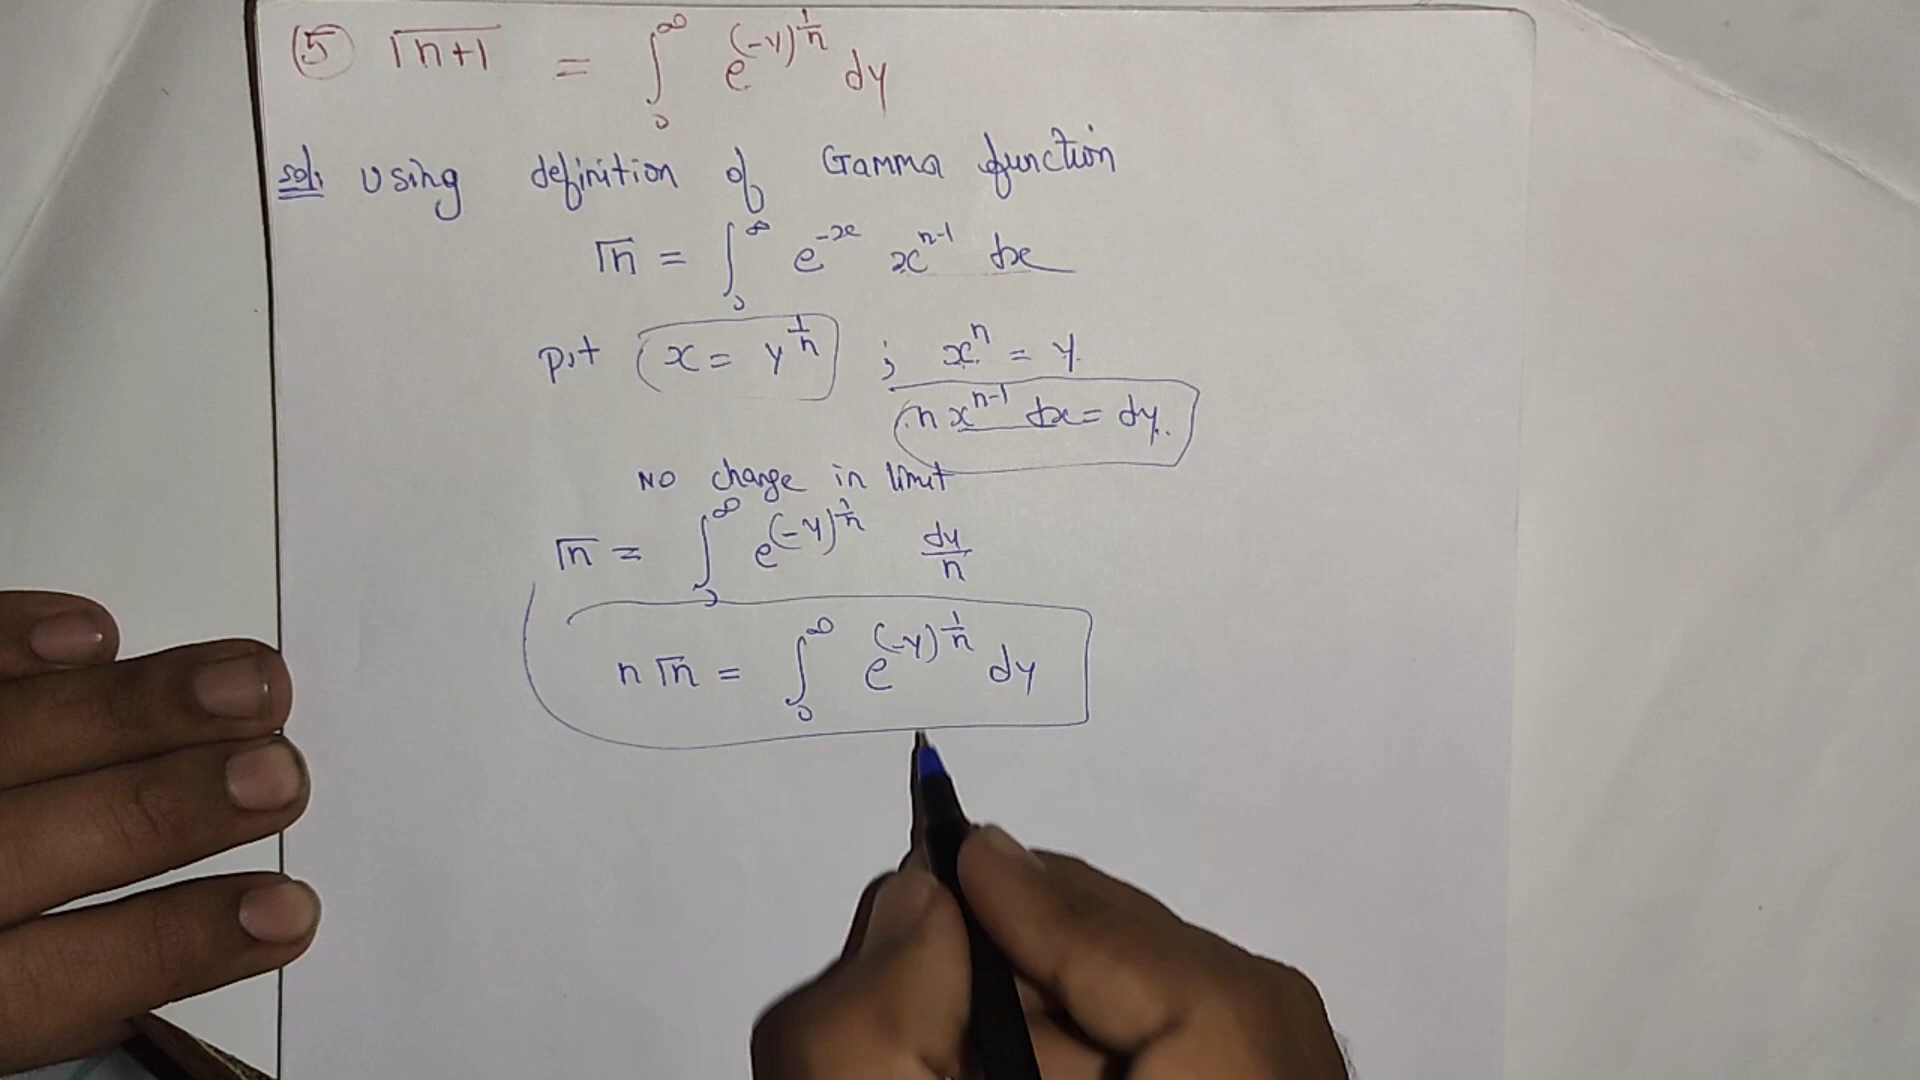 ⑤ Γn+1 = ∫₀^∞ e^(-y)^(1/n) dy
Sol: Using definition of Gamma function
Γn = ∫₀^∞ e^(-x) x^(n-1) dx
put x = y^(1/n) ; x^n = y.
n x^(n-1) dx = dy.
No change in limit
Γn = ∫₀^∞ e^(-y)^(1/n) dy/n
n Γn = ∫₀^∞ e^(-y)^(1/n) dy